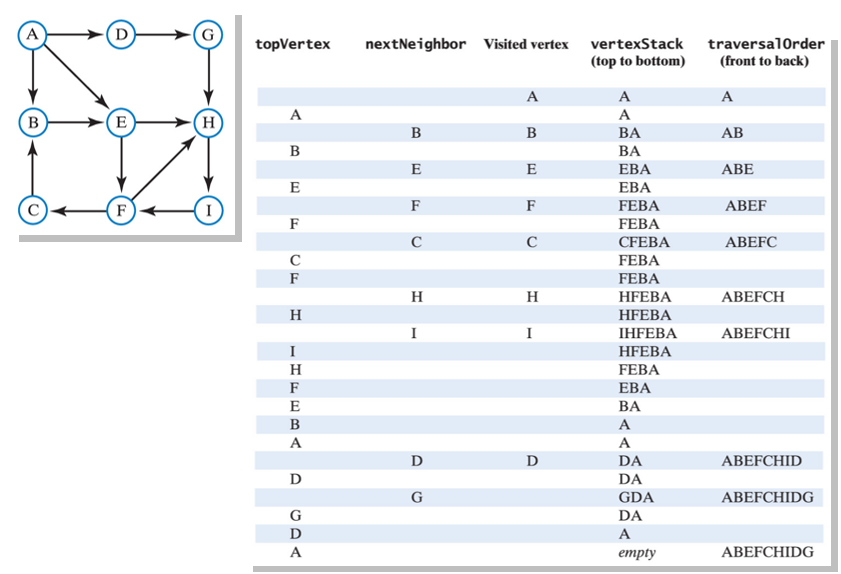 A D G
B E H
C F I
topVertex nextNeighbor Visited vertex vertexStack traversalOrder
(top to bottom) (front to back)
A A A
A A
B B BA AB
B BA
E E EBA ABE
E EBA
F F FEBA ABEF
F FEBA
C C CFEBA ABEFC
C FEBA
F FEBA
H H HFEBA ABEFCH
H HFEBA
I I IHFEBA ABEFCHI
I HFEBA
H FEBA
F EBA
E BA
B A
A A
D D DA ABEFCHID
D DA
G GDA ABEFCHIDG
G DA
D A
A empty ABEFCHIDG